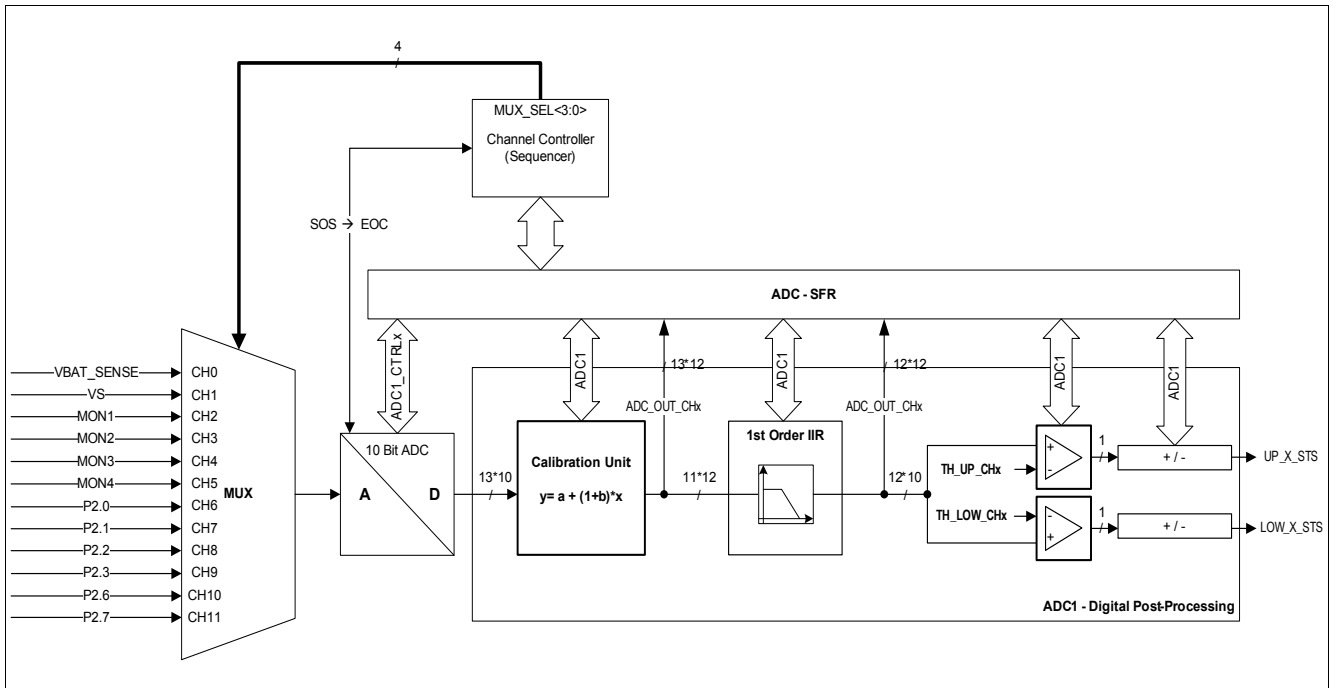 4
MUX_SEL<3:0>
Channel Controller
(Sequencer)
SOS → EOC
ADC - SFR
ADC1_CTRLx
ADC1
13*12
ADC1
12*12
ADC1
ADC1
VBAT_SENSE
CH0
VS
CH1
MON1
CH2
MON2
CH3
MON3
CH4
MON4
CH5
P2.0
CH6
P2.1
CH7
P2.2
CH8
P2.3
CH9
P2.6
CH10
P2.7
CH11
MUX
10 Bit ADC
A
D
13*10
Calibration Unit
y= a + (1+b)*x
ADC_OUT_CHx
11*12
1st Order IIR
ADC_OUT_CHx
12*10
TH_UP_CHx
+
-
1
+ / -
UP_X_STS
TH_LOW_CHx
-
+
1
+ / -
LOW_X_STS
ADC1 - Digital Post-Processing